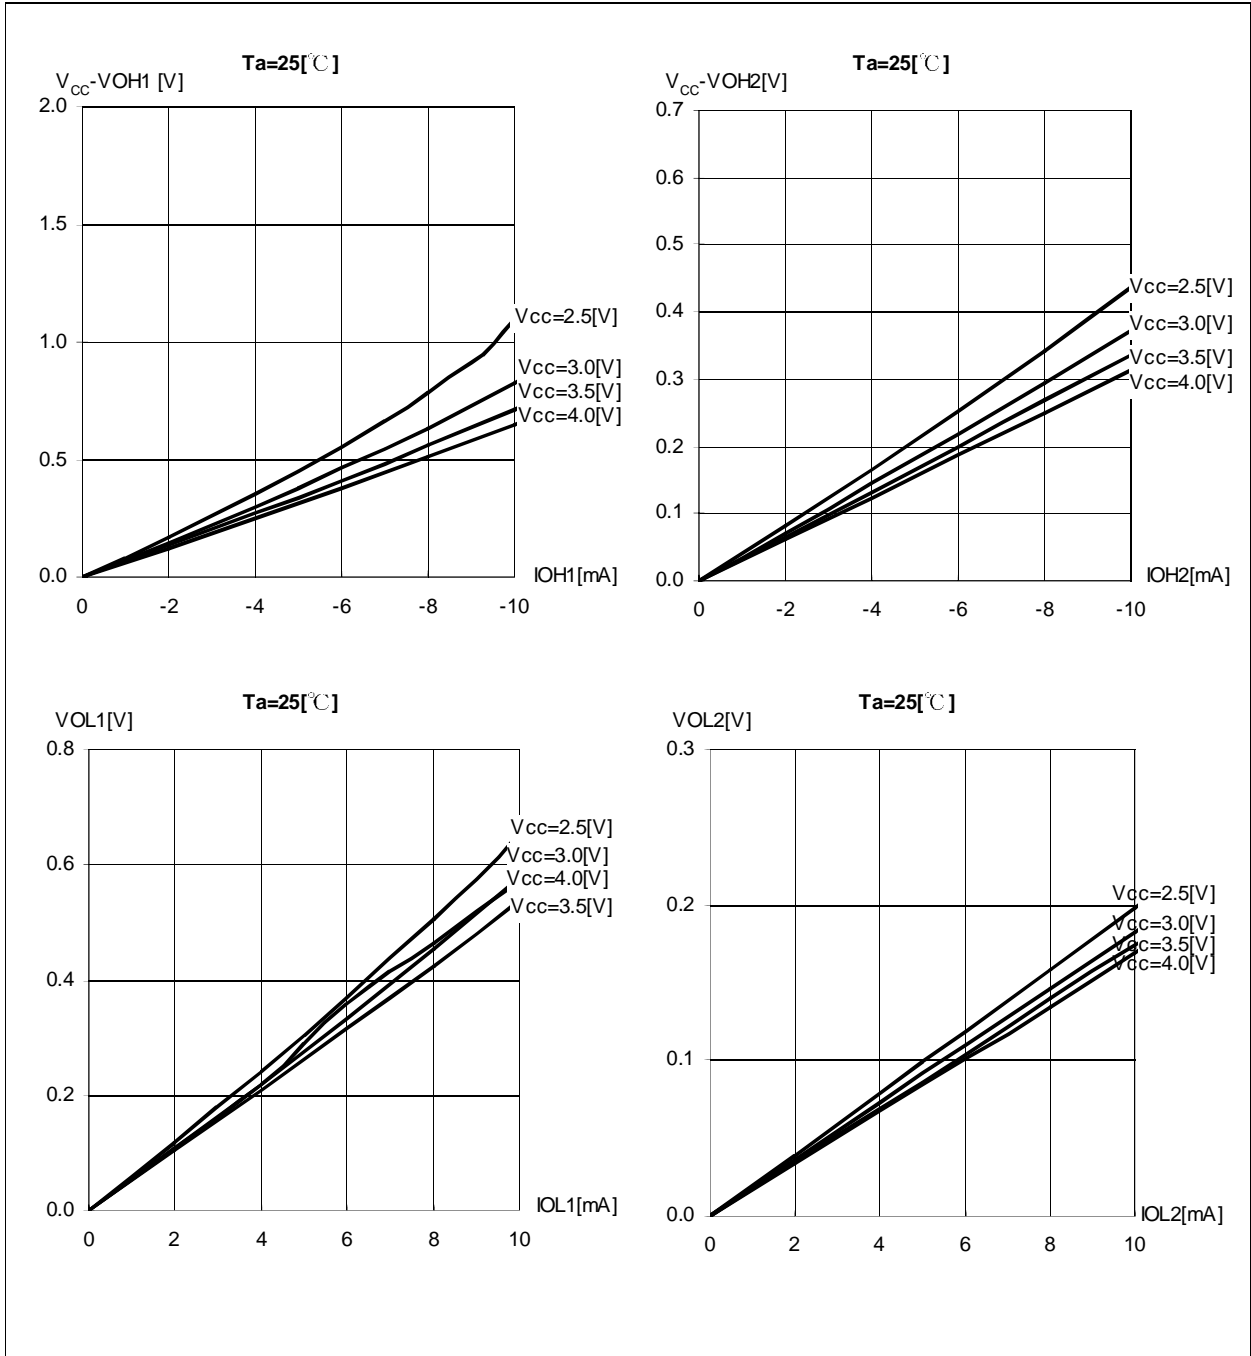 Ta=25[℃]
VCC-VOH1 [V]
2.0
1.5
1.0
0.5
0.0
Vcc=2.5[V]
Vcc=3.0[V]
Vcc=3.5[V]
Vcc=4.0[V]
IOH1[mA]
0 -2 -4 -6 -8 -10
Ta=25[℃]
VCC-VOH2[V]
0.7
0.6
0.5
0.4
0.3
0.2
0.1
0.0
Vcc=2.5[V]
Vcc=3.0[V]
Vcc=3.5[V]
Vcc=4.0[V]
IOH2[mA]
0 -2 -4 -6 -8 -10
Ta=25[℃]
VOL1[V]
0.8
0.6
0.4
0.2
0.0
Vcc=2.5[V]
Vcc=3.0[V]
Vcc=4.0[V]
Vcc=3.5[V]
IOL1[mA]
0 2 4 6 8 10
Ta=25[℃]
VOL2[V]
0.3
0.2
0.1
0.0
Vcc=2.5[V]
Vcc=3.0[V]
Vcc=3.5[V]
Vcc=4.0[V]
IOL2[mA]
0 2 4 6 8 10